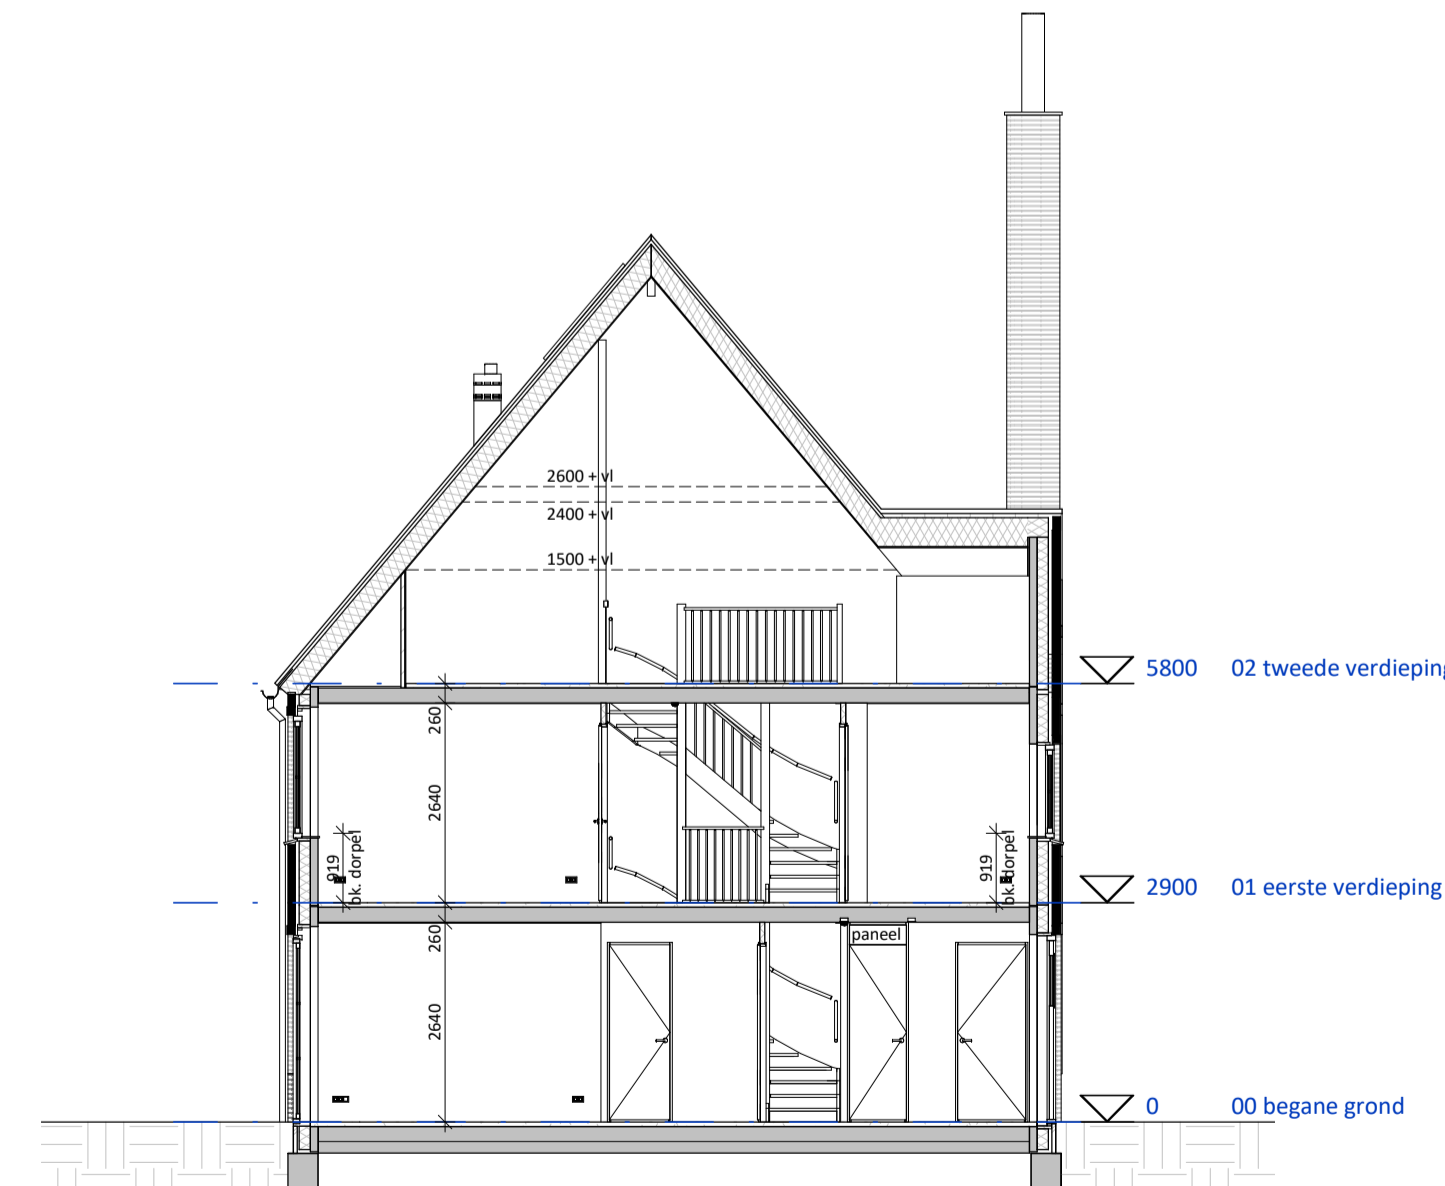 2600 + vl
2400 + vl
1500 + vl
5800 02 tweede verdieping
260
2640
919
bk. dorpel
919
bk. dorpel
2900 01 eerste verdieping
260
paneel
2640
0 00 begane grond